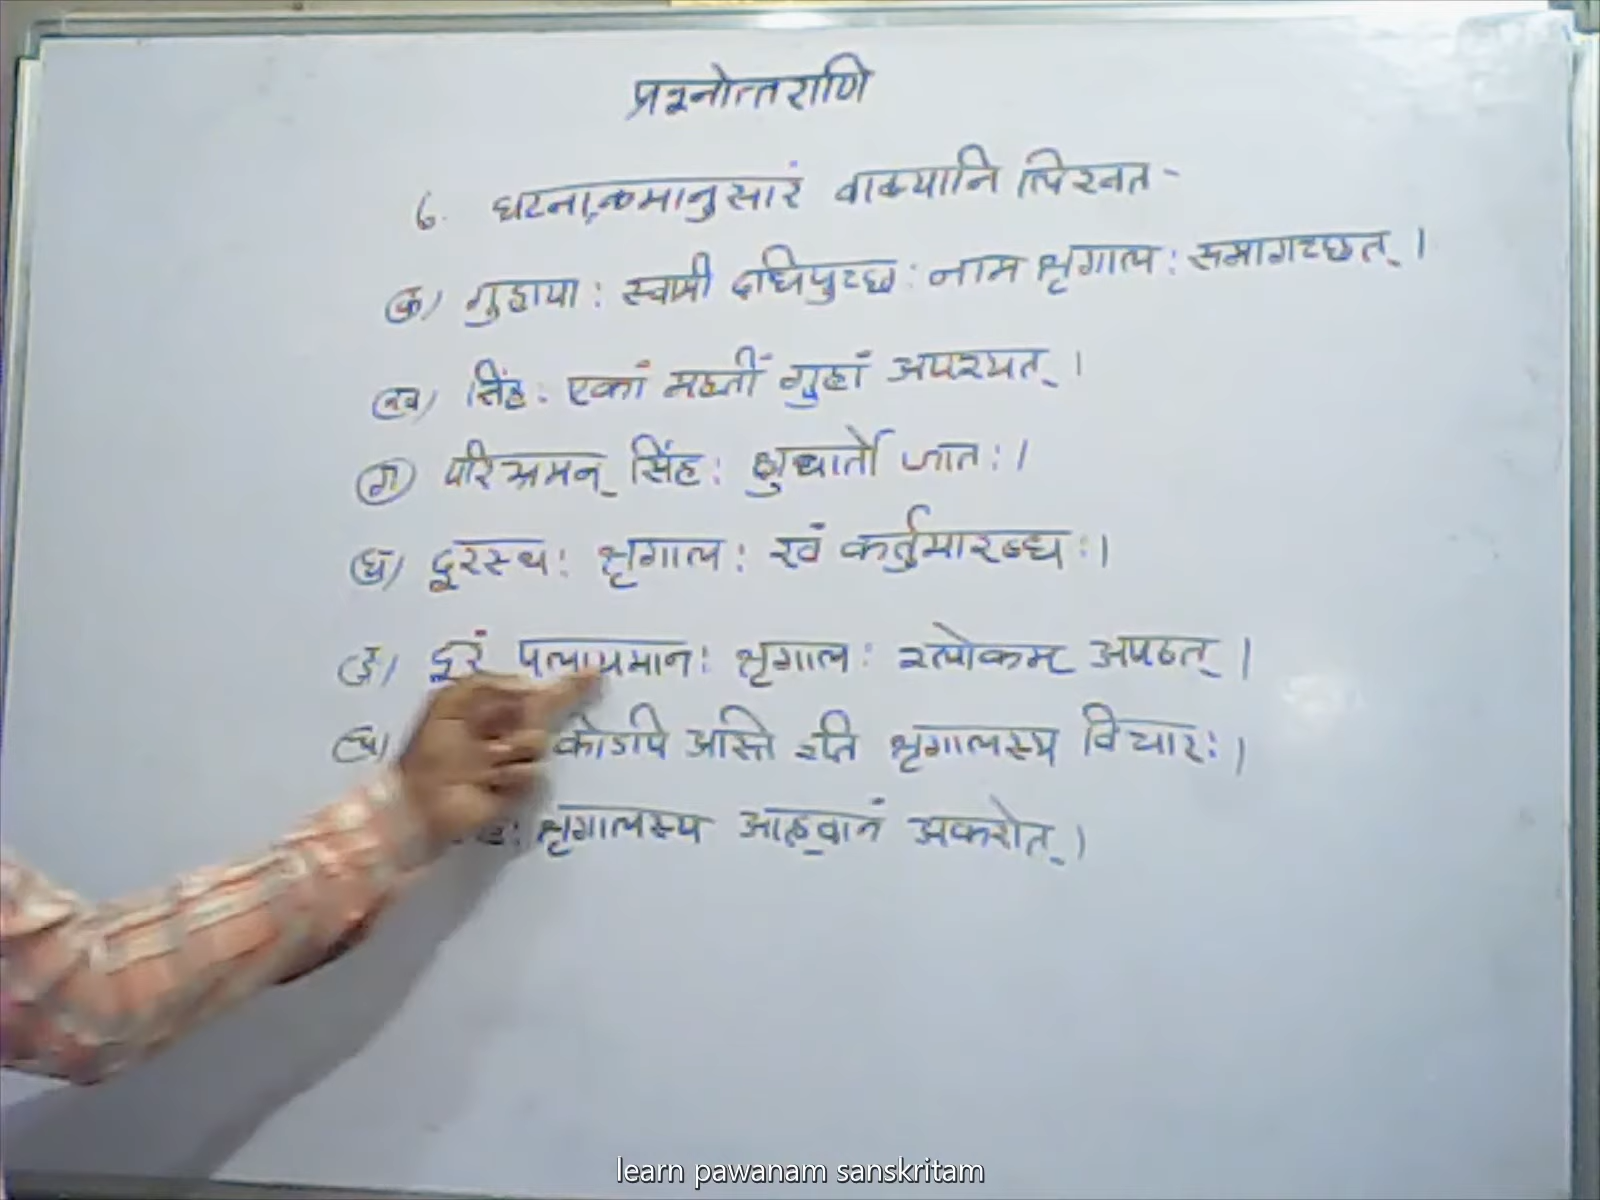 प्रश्नोत्तराणि
6. घटनाक्रमानुसारं वाक्यानि लिखत-
(क) गुहाया: स्वामी दधिपुच्छ: नाम शृगाल: समागच्छत्।
(ख) सिंह: एकां महतीं गुहां अपश्यत्।
(ग) परिभ्रमन् सिंह: क्षुधार्तो जात:।
(घ) दूरस्थ: शृगाल: रवं कर्तुमारब्ध:।
(ङ) दूरं पलायमान: शृगाल: श्लोकम् अपठत्।
(च) कोऽपि अस्ति इति शृगालस्य विचार:।
शृगालस्य आह्वानं अकरोत्।
learn pawanam sanskritam